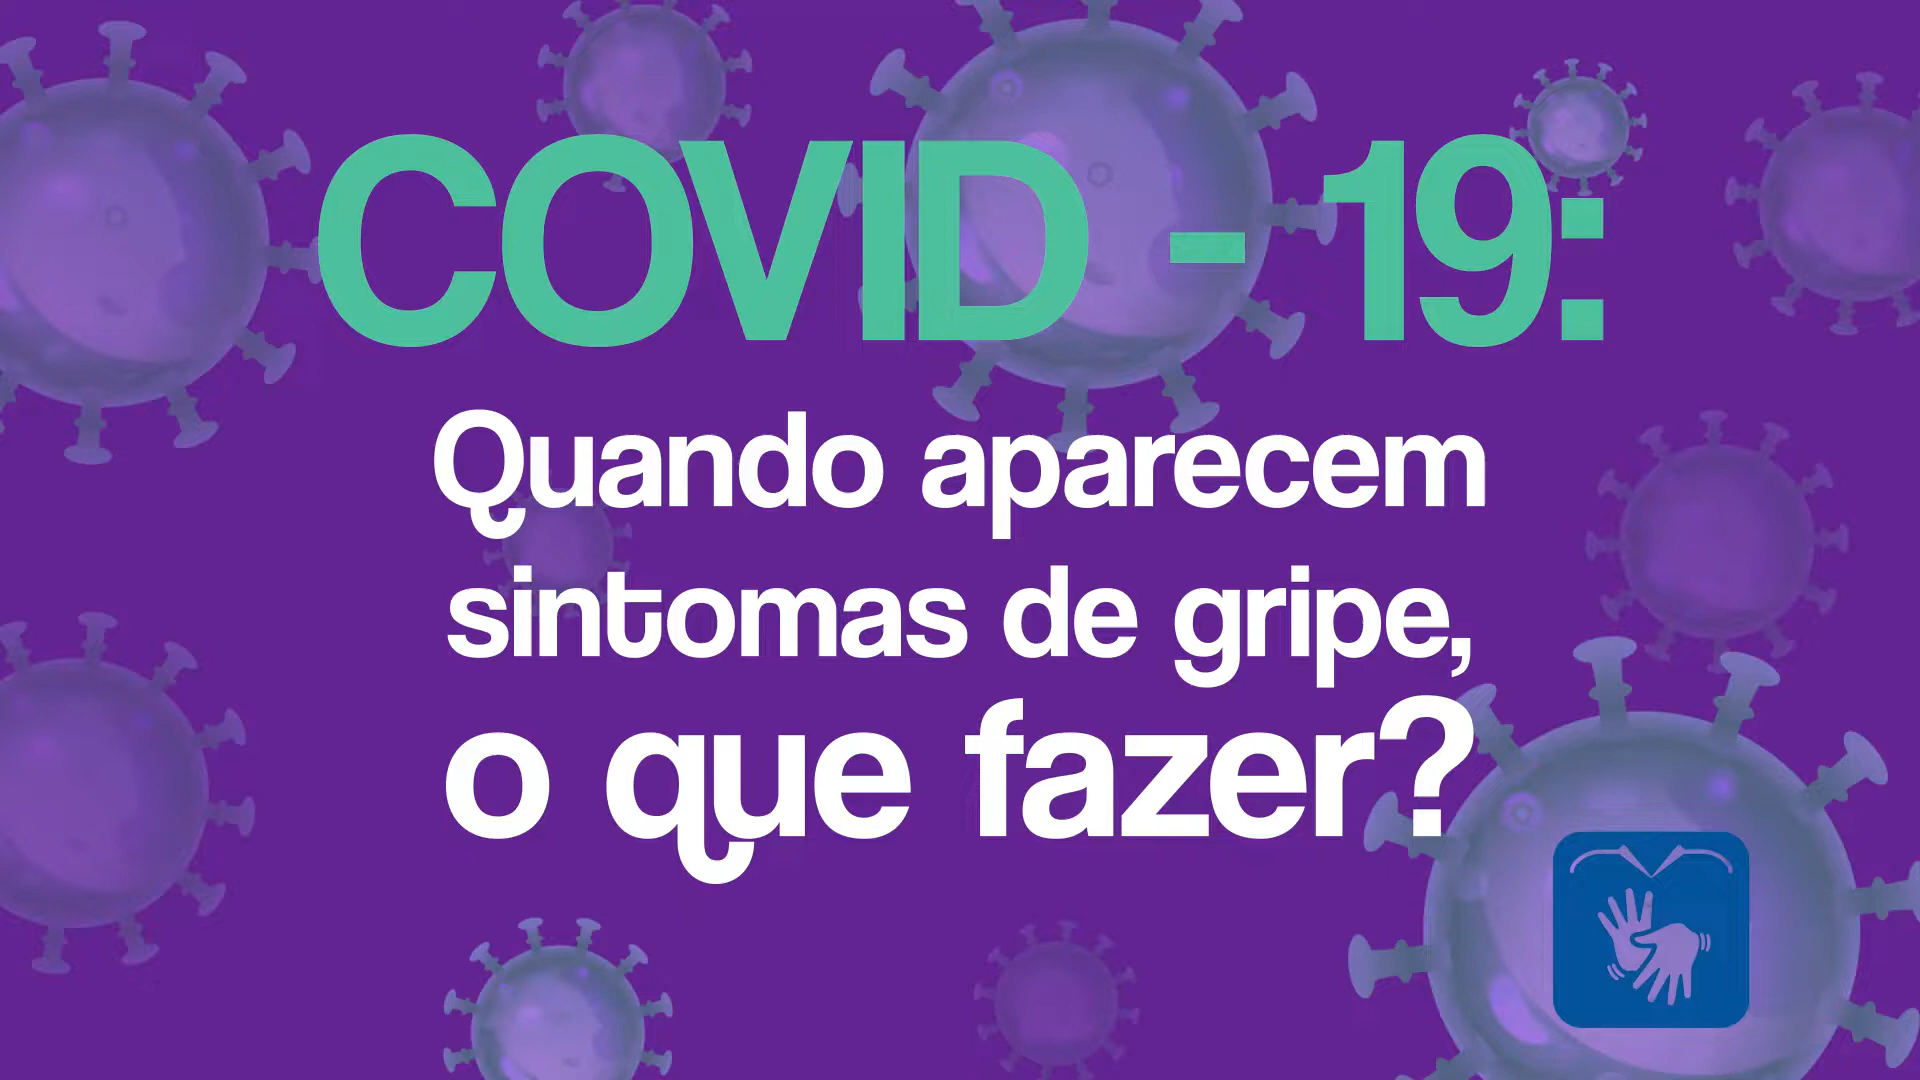 COVID - 19:
Quando aparecem
sintomas de gripe,
o que fazer?